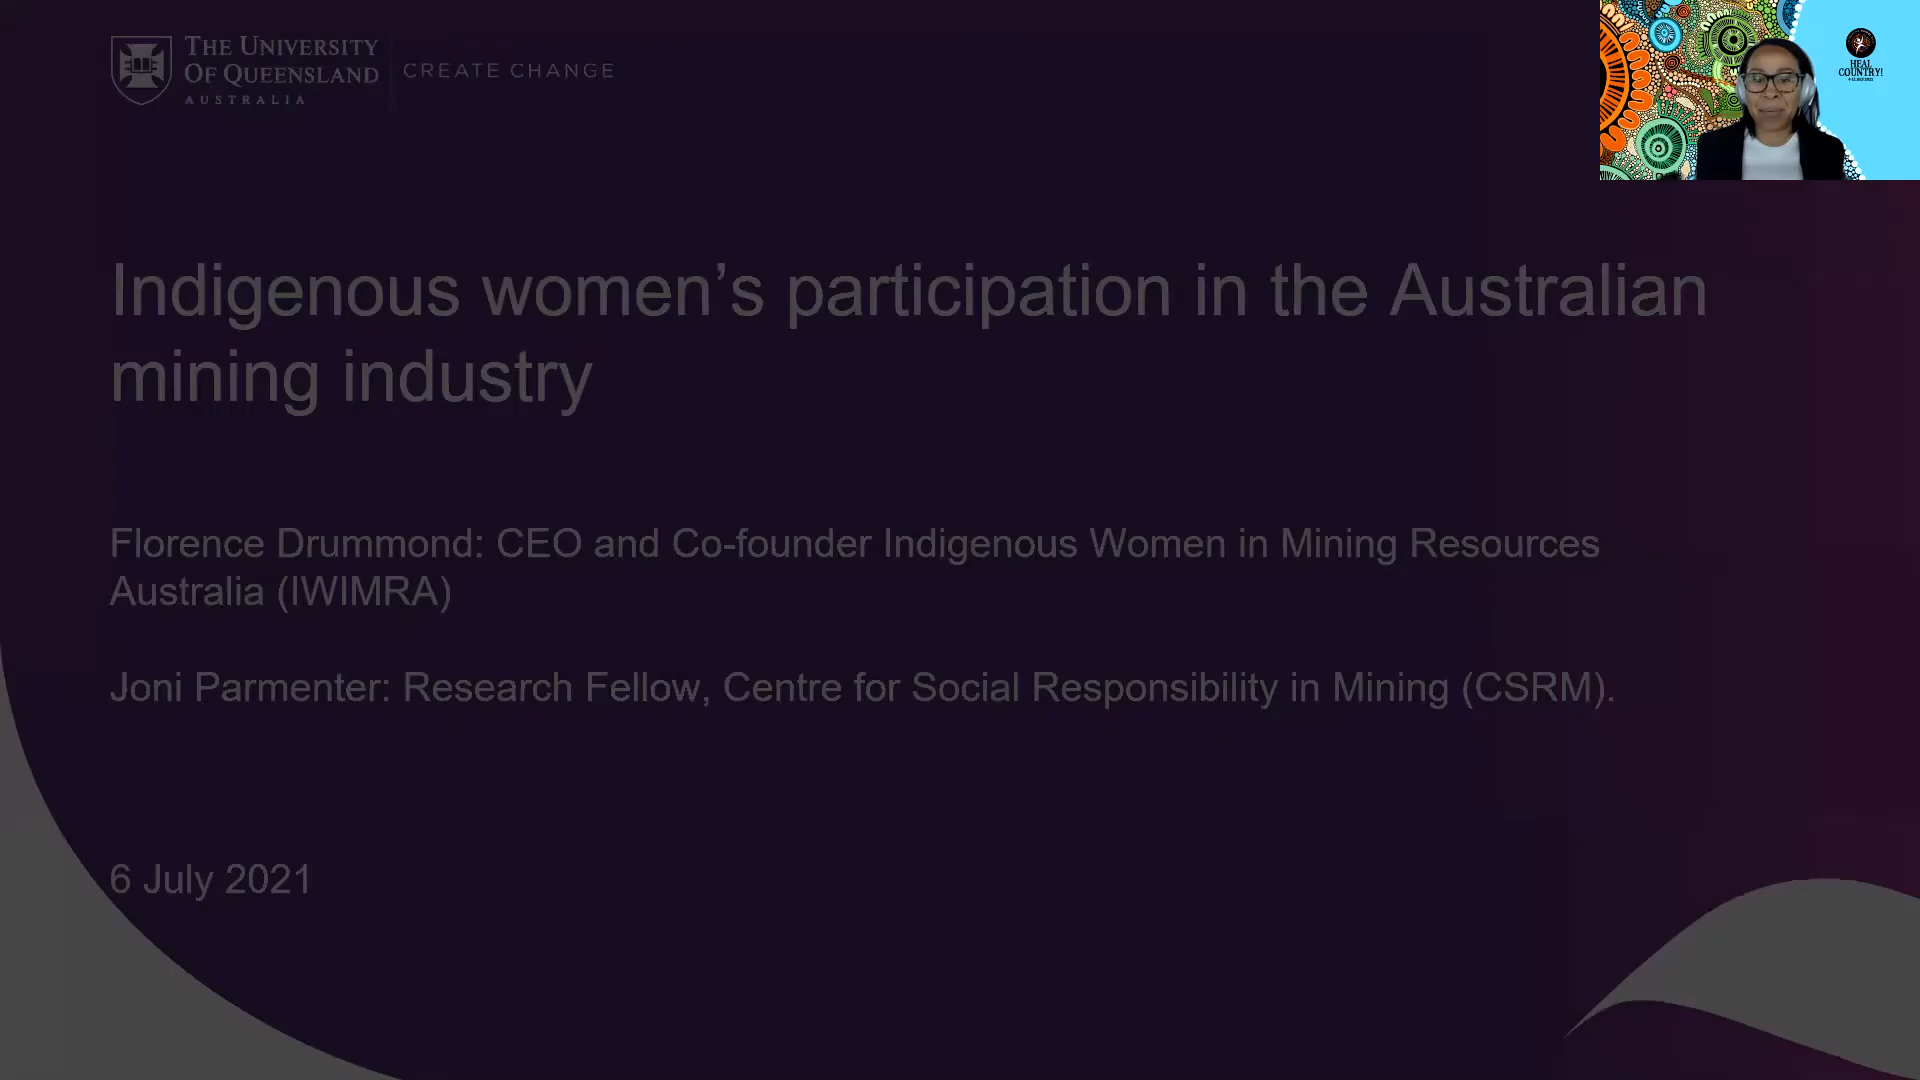 THE UNIVERSITY
OF QUEENSLAND
AUSTRALIA
CREATE CHANGE
HEAL
COUNTRY!
Indigenous women’s participation in the Australian
mining industry
Florence Drummond: CEO and Co-founder Indigenous Women in Mining Resources
Australia (IWIMRA)
Joni Parmenter: Research Fellow, Centre for Social Responsibility in Mining (CSRM).
6 July 2021